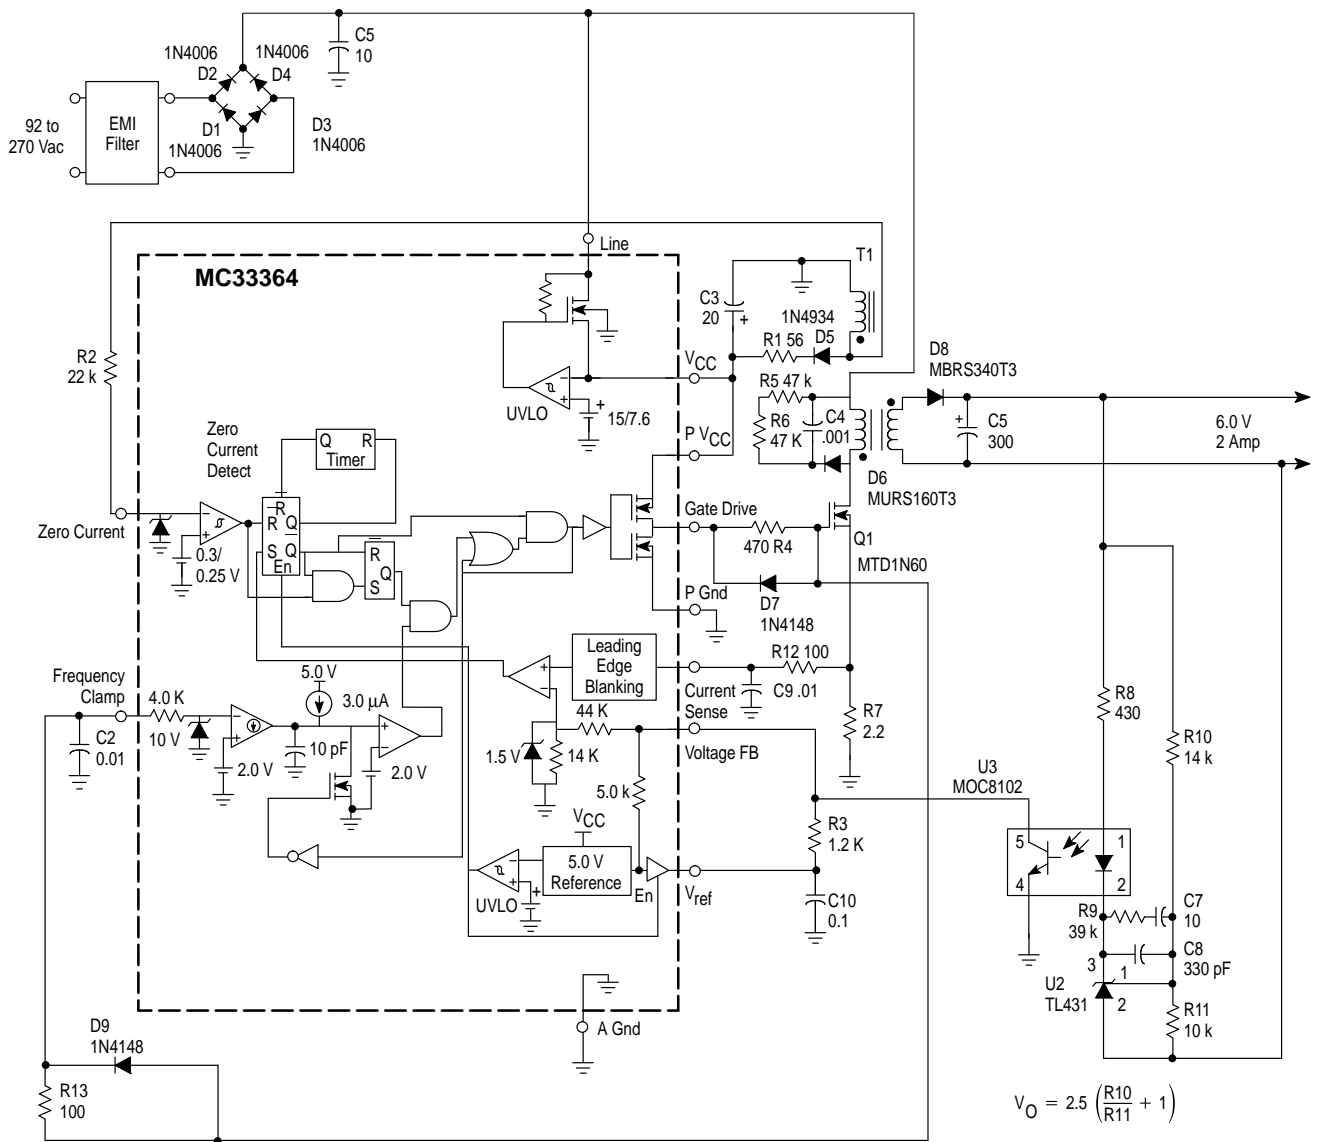 C5
10
1N4006
1N4006
D2
D4
92 to
270 Vac
EMI
Filter
D1
1N4006
D3
1N4006
Line
MC33364
T1
C3
20
+
1N4934
R1 56
D5
R2
22 k
VCC
D8
MBRS340T3
UVLO
+
15/7.6
R5 47 k
R6
47 K
C4
.001
+
C5
300
6.0 V
2 Amp
Zero
Current
Detect
Q
R
Timer
P VCC
D6
MURS160T3
Zero Current
−
+
0.3/
0.25 V
R
R
Q
S
Q
En
R
Q
S
Gate Drive
470 R4
Q1
MTD1N60
P Gnd
D7
1N4148
Leading
Edge
Blanking
+
−
R12 100
C9 .01
Current
Sense
R7
2.2
R8
430
R10
14 k
Frequency
Clamp
4.0 K
10 V
5.0 V
3.0 µA
−
+
+
−
2.0 V
10 pF
2.0 V
C2
0.01
44 K
1.5 V
14 K
Voltage FB
5.0 k
U3
MOC8102
VCC
R3
1.2 K
5.0 V
Reference
En
Vref
−
+
+
UVLO
C10
0.1
5
4
1
2
R9
39 k
C7
10
C8
330 pF
3
1
2
U2
TL431
R11
10 k
A Gnd
D9
1N4148
R13
100
VO = 2.5 (R10/R11 + 1)